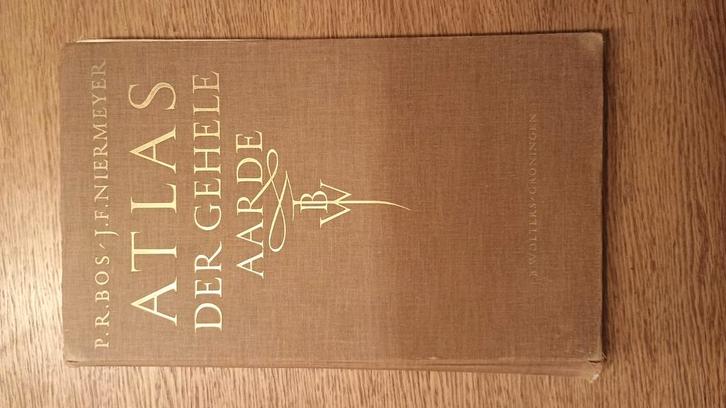 P.R.BOS-J.F.NIERMEYER
ATLAS
DER GEHELE
AARDE
JBW
J.B.WOLTERS-GRONINGEN